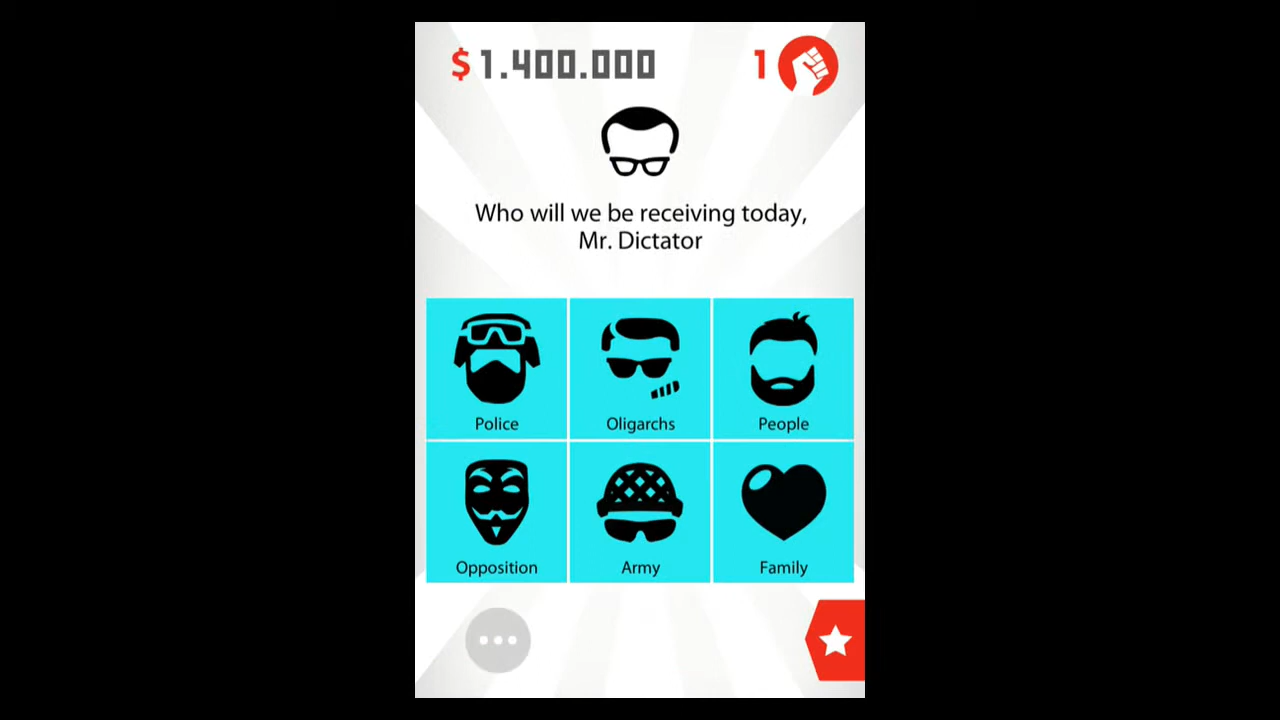 $ 1.400.000
1
Who will we be receiving today,
Mr. Dictator
Police
Oligarchs
People
Opposition
Army
Family